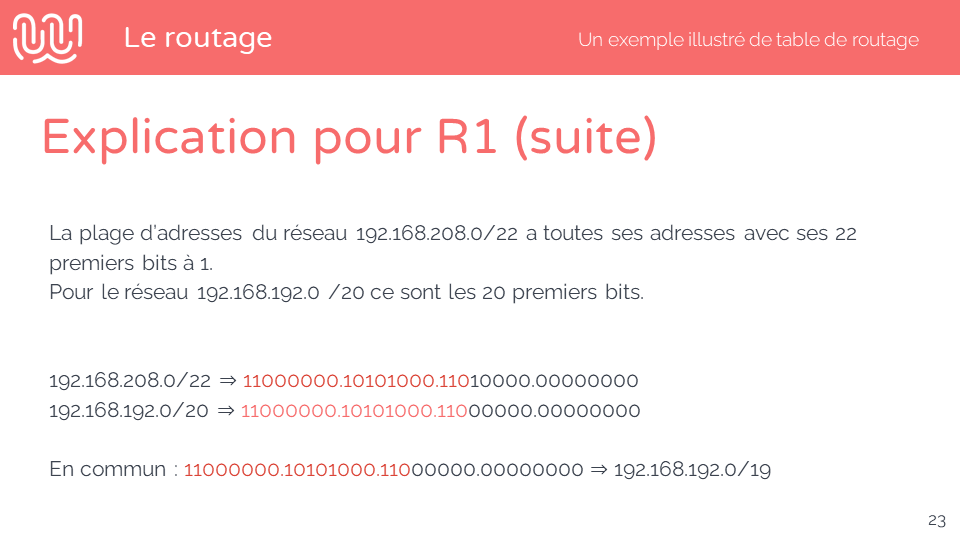 Le routage
Un exemple illustré de table de routage
Explication pour R1 (suite)
La plage d'adresses du réseau 192.168.208.0/22 a toutes ses adresses avec ses 22
premiers bits à 1.
Pour le réseau 192.168.192.0 /20 ce sont les 20 premiers bits.
192.168.208.0/22 ⇒ 11000000.10101000.11010000.00000000
192.168.192.0/20 ⇒ 11000000.10101000.11000000.00000000
En commun : 11000000.10101000.11000000.00000000 ⇒ 192.168.192.0/19
23